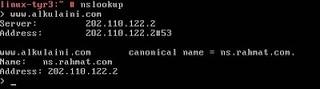 linux-tyr3:~ # nslookup
> www.alkulaini.com
Server: 202.110.122.2
Address: 202.110.122.2#53
www.alkulaini.com canonical name = ns.rahmat.com.
Name: ns.rahmat.com
Address: 202.110.122.2
> _